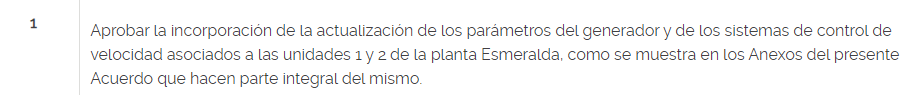 1
Aprobar la incorporación de la actualización de los parámetros del generador y de los sistemas de control de
velocidad asociados a las unidades 1 y 2 de la planta Esmeralda, como se muestra en los Anexos del presente
Acuerdo que hacen parte integral del mismo.